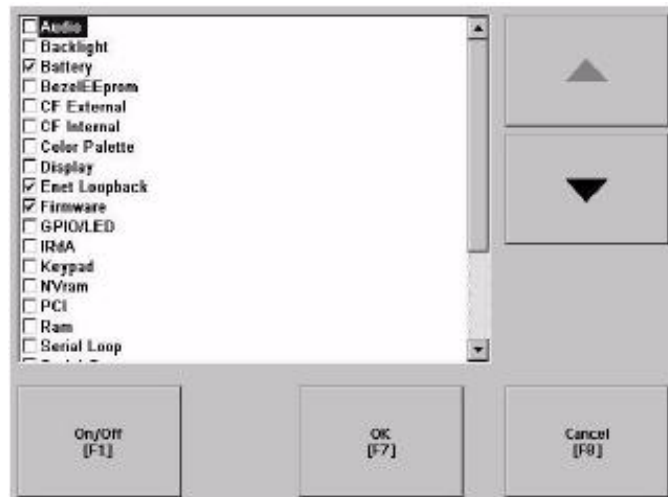 Audio
Backlight
Battery
BezelEEprom
CF External
CF Internal
Color Palette
Display
Enet Loopback
Firmware
GPIO/LED
IRdA
Keypad
NVram
PCI
Ram
Serial Loop
On/Off
[F1]
OK
[F7]
Cancel
[F8]